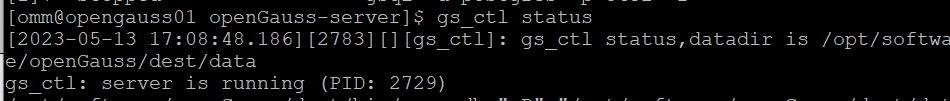 [omm@opengauss01 openGauss-server]$ gs_ctl status
[2023-05-13 17:08:48.186][2783][][gs_ctl]: gs_ctl status,datadir is /opt/softwa
e/openGauss/dest/data
gs_ctl: server is running (PID: 2729)